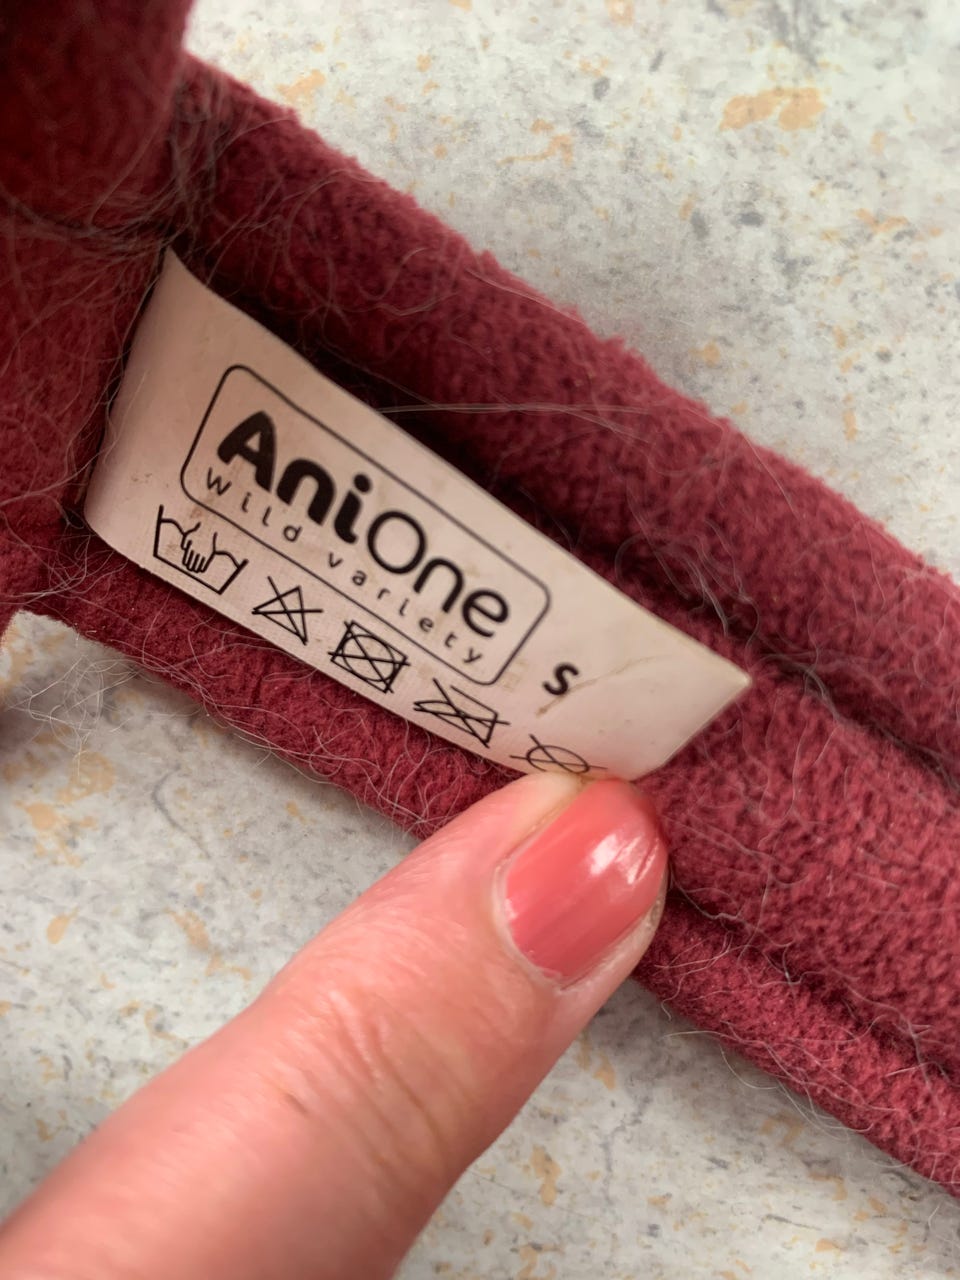 AniOne
wild variety
S